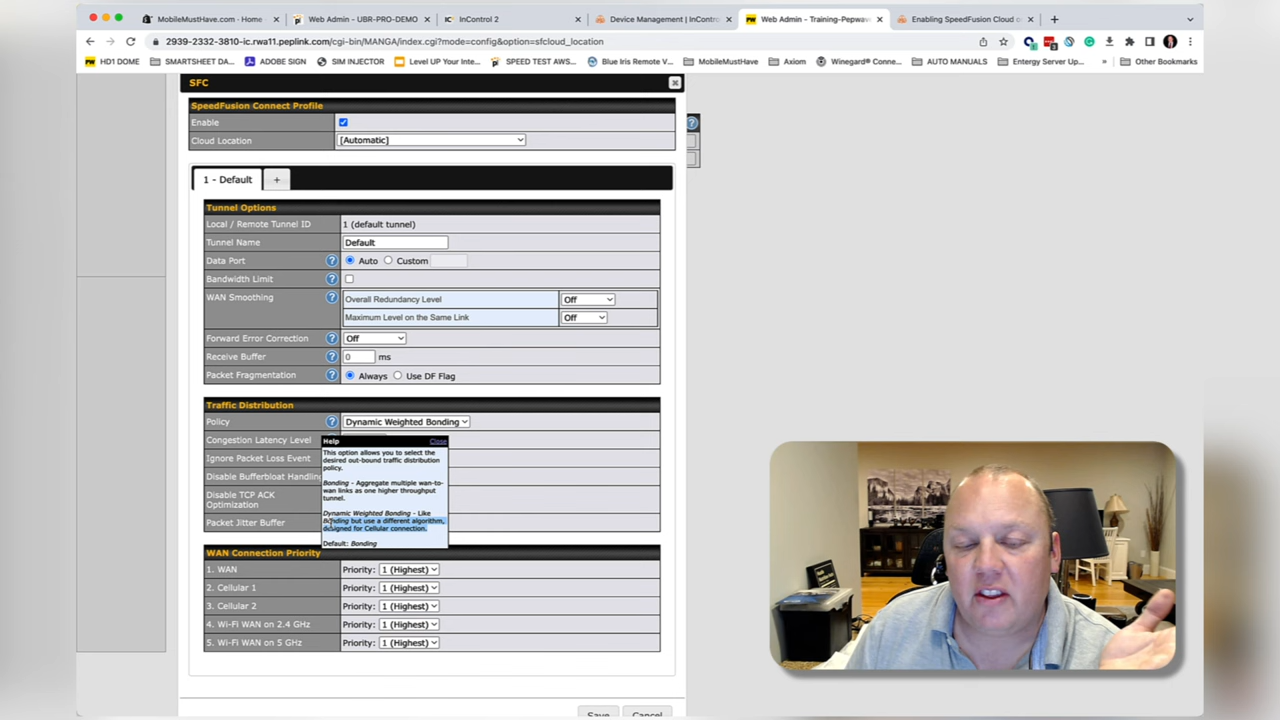 MobileMustHave.com - Home
Web Admin - UBR-PRO-DEMO
InControl 2
Device Management | InContro
Web Admin - Training-Pepwav
Enabling SpeedFusion Cloud o
2939-2332-3810-ic.rwa11.peplink.com/cgi-bin/MANGA/index.cgi?mode=config&option=sfcloud_location
HD1 DOME
SMARTSHEET DA...
ADOBE SIGN
SIM INJECTOR
Level UP Your Inte...
SPEED TEST AWS...
Blue Iris Remote V...
MobileMustHave
Axiom
Winegard® Conne...
AUTO MANUALS
Entergy Server Up...
»
Other Bookmarks
SFC
SpeedFusion Connect Profile
Enable
Cloud Location [Automatic]
1 - Default +
Tunnel Options
Local / Remote Tunnel ID 1 (default tunnel)
Tunnel Name Default
Data Port ? Auto Custom
Bandwidth Limit ?
WAN Smoothing ? Overall Redundancy Level Off
Maximum Level on the Same Link Off
Forward Error Correction ? Off
Receive Buffer ? 0 ms
Packet Fragmentation ? Always Use DF Flag
Traffic Distribution
Policy ? Dynamic Weighted Bonding
Congestion Latency Level
Ignore Packet Loss Event
Disable Bufferbloat Handling
Disable TCP ACK
Optimization
Packet Jitter Buffer
Help Close
This option allows you to select the
desired out-bound traffic distribution
policy.
Bonding - Aggregate multiple wan-to-
wan links as one higher throughput
tunnel.
Dynamic Weighted Bonding - Like
Bonding but use a different algorithm,
designed for Cellular connection.
Default: Bonding
WAN Connection Priority
1. WAN Priority: 1 (Highest)
2. Cellular 1 Priority: 1 (Highest)
3. Cellular 2 Priority: 1 (Highest)
4. Wi-Fi WAN on 2.4 GHz Priority: 1 (Highest)
5. Wi-Fi WAN on 5 GHz Priority: 1 (Highest)
Save Cancel